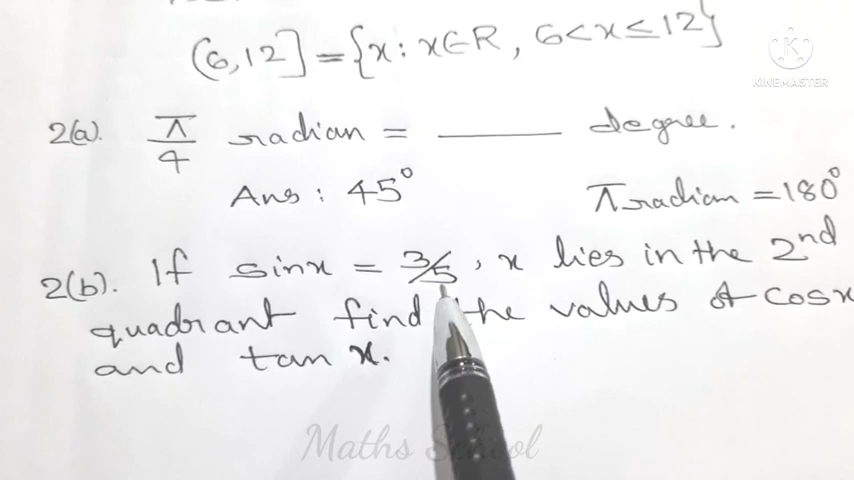 (6,12] = {x : x∈R , 6<x≤12}
KINEMASTER
2(a). π/4 radian = ______ degree.
Ans : 45°
π radian = 180°
2(b). If sinx = 3/5 , x lies in the 2nd
quadrant find the values of cosx
and tan x.
Maths School